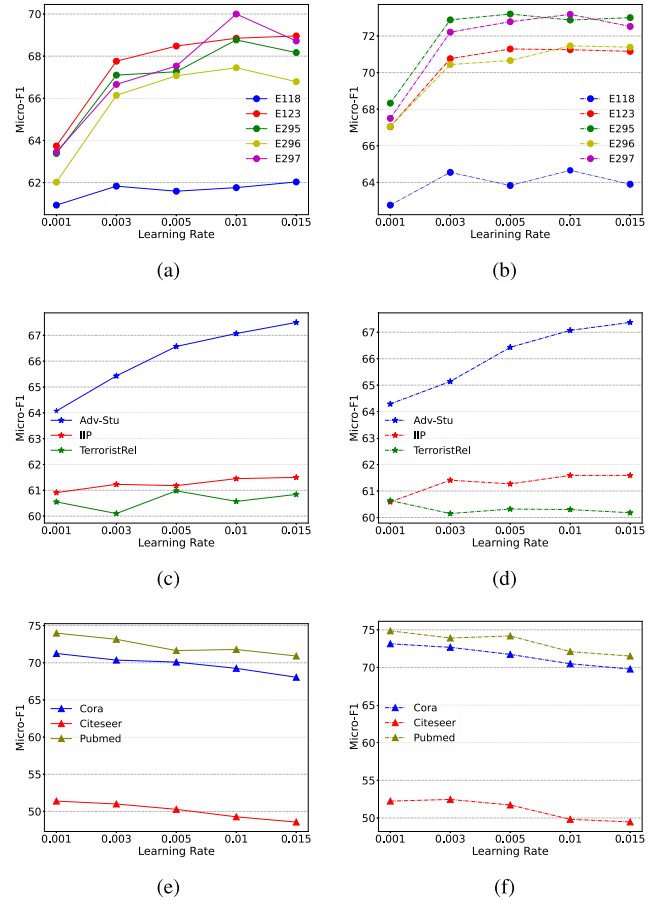 Micro-F1
70
68
66
64
62
E118
E123
E295
E296
E297
0.001 0.003 0.005 0.01 0.015
Learning Rate
(a)
Micro-F1
72
70
68
66
64
E118
E123
E295
E296
E297
0.001 0.003 0.005 0.01 0.015
Learining Rate
(b)
Micro-F1
67
66
65
64
63
62
61
60
Adv-Stu
IIP
TerroristRel
0.001 0.003 0.005 0.01 0.015
Learning Rate
(c)
Micro-F1
67
66
65
64
63
62
61
60
Adv-Stu
IIP
TerroristRel
0.001 0.003 0.005 0.01 0.015
Learning Rate
(d)
Micro-F1
75
70
65
60
55
50
Cora
Citeseer
Pubmed
0.001 0.003 0.005 0.01 0.015
Learning Rate
(e)
Micro-F1
75
70
65
60
55
50
Cora
Citeseer
Pubmed
0.001 0.003 0.005 0.01 0.015
Learning Rate
(f)